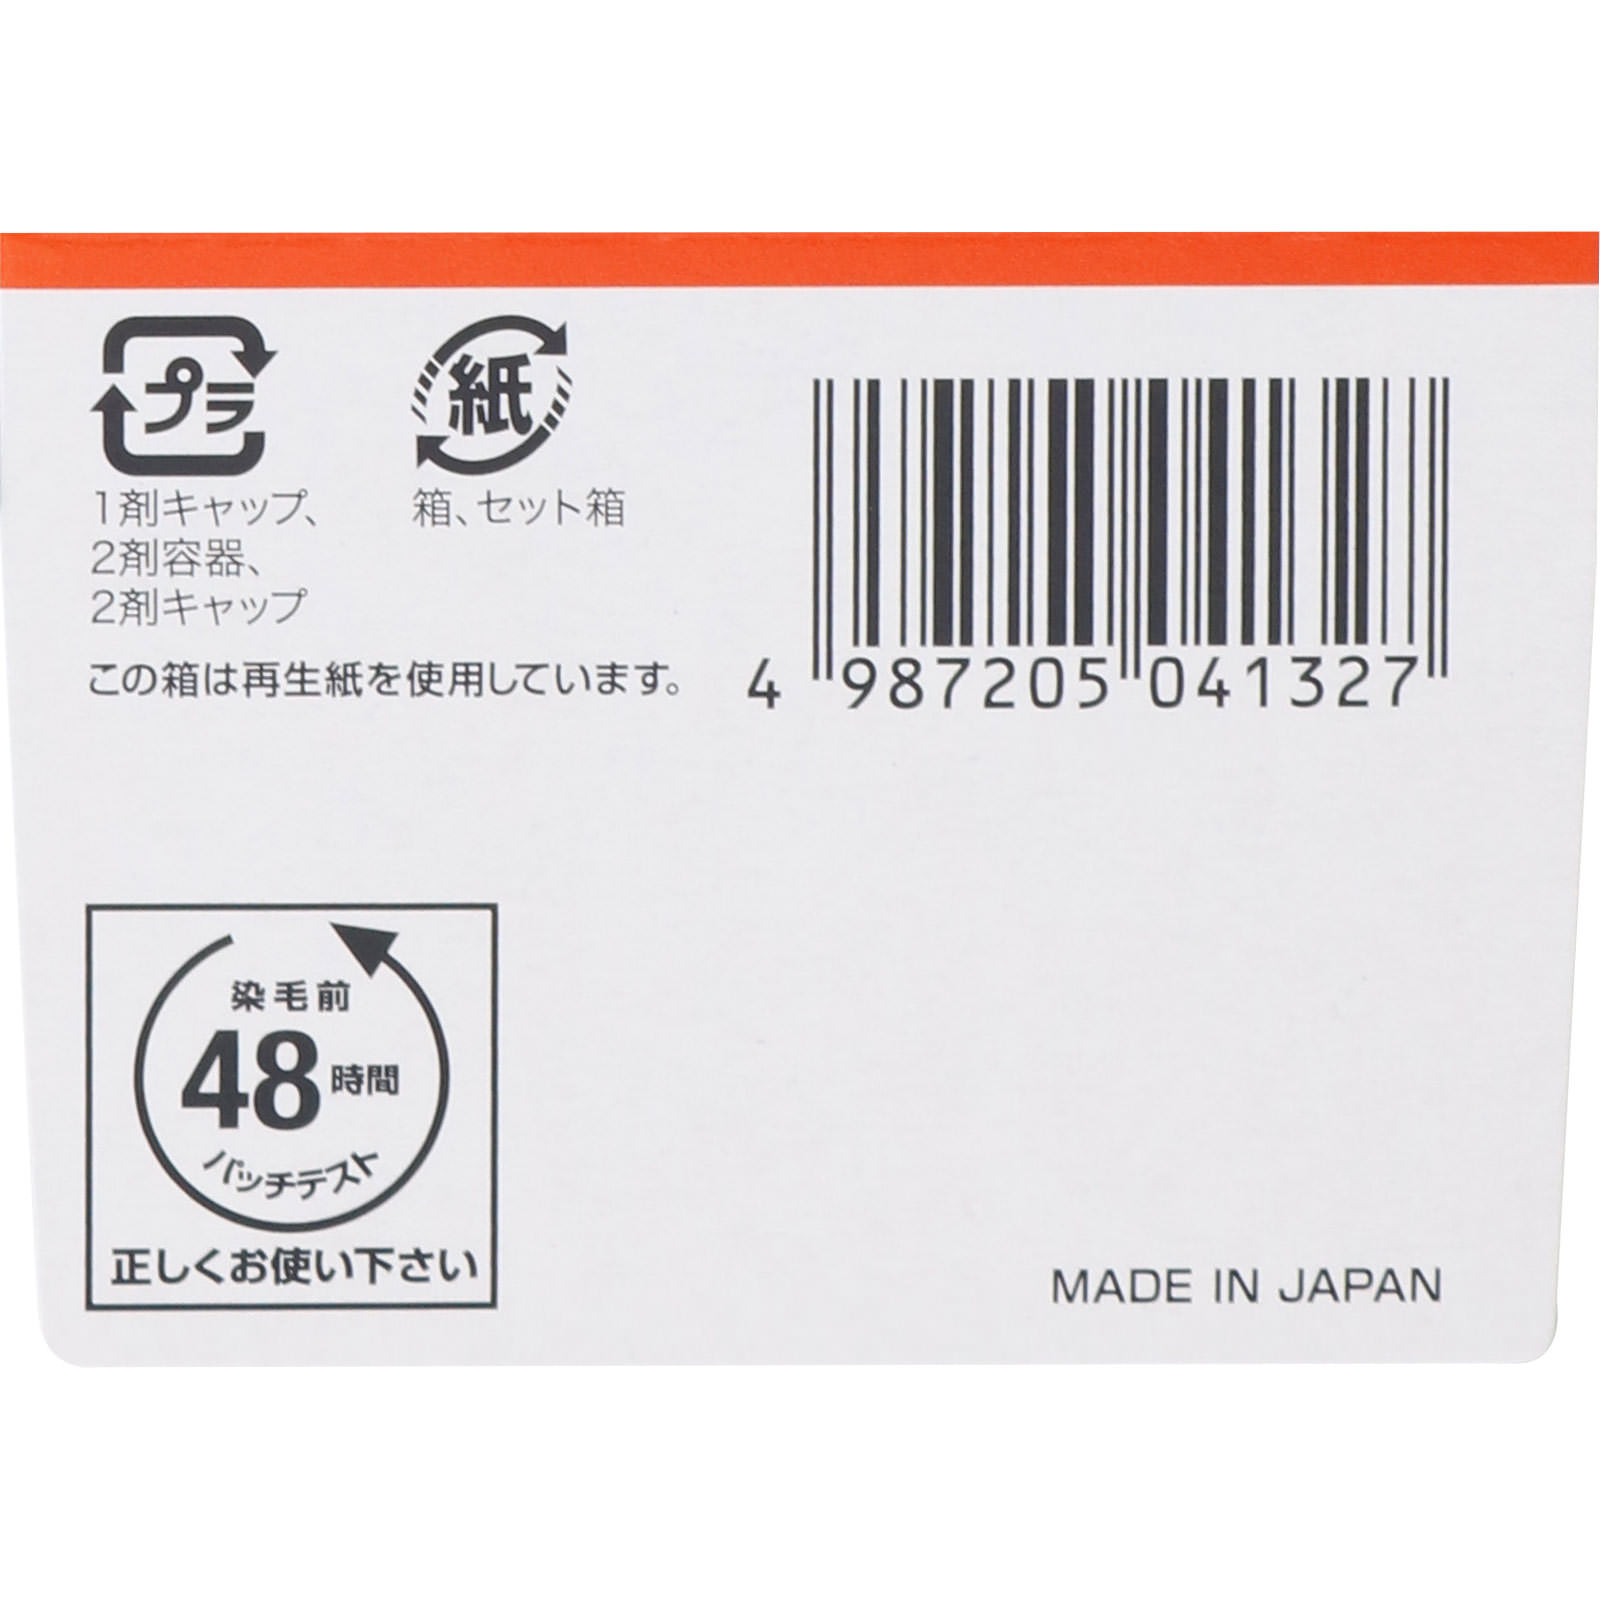 プラ
紙
1剤キャップ、
2剤容器、
2剤キャップ
箱、セット箱
この箱は再生紙を使用しています。
4 987205 041327
染毛前
48時間
パッチテスト
正しくお使い下さい
MADE IN JAPAN